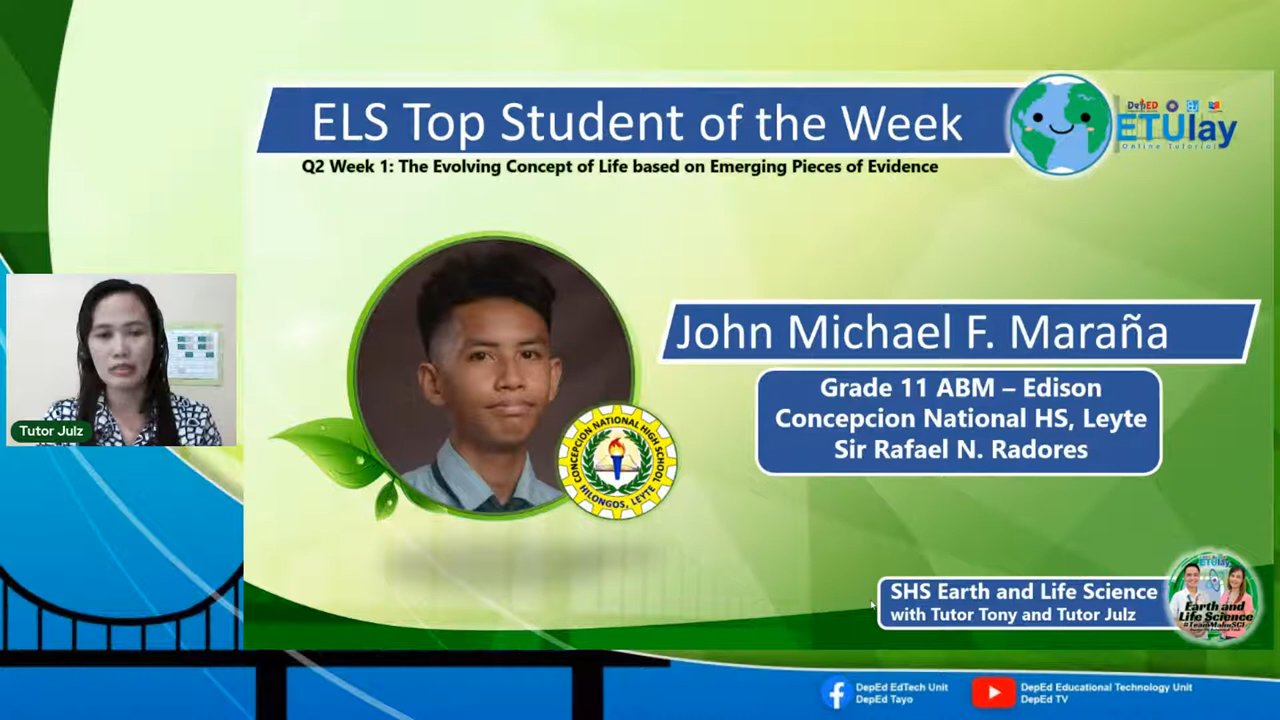 ELS Top Student of the Week
DepED
ETUlay
Online Tutorial
Q2 Week 1: The Evolving Concept of Life based on Emerging Pieces of Evidence
John Michael F. Maraña
Grade 11 ABM – Edison
Concepcion National HS, Leyte
Sir Rafael N. Radores
CONCEPCION NATIONAL HIGH SCHOOL
HILONGOS, LEYTE
Tutor Julz
SHS Earth and Life Science
with Tutor Tony and Tutor Julz
ETUlay
Earth and
Life Science
DepEd EdTech Unit
DepEd Tayo
DepEd Educational Technology Unit
DepEd TV